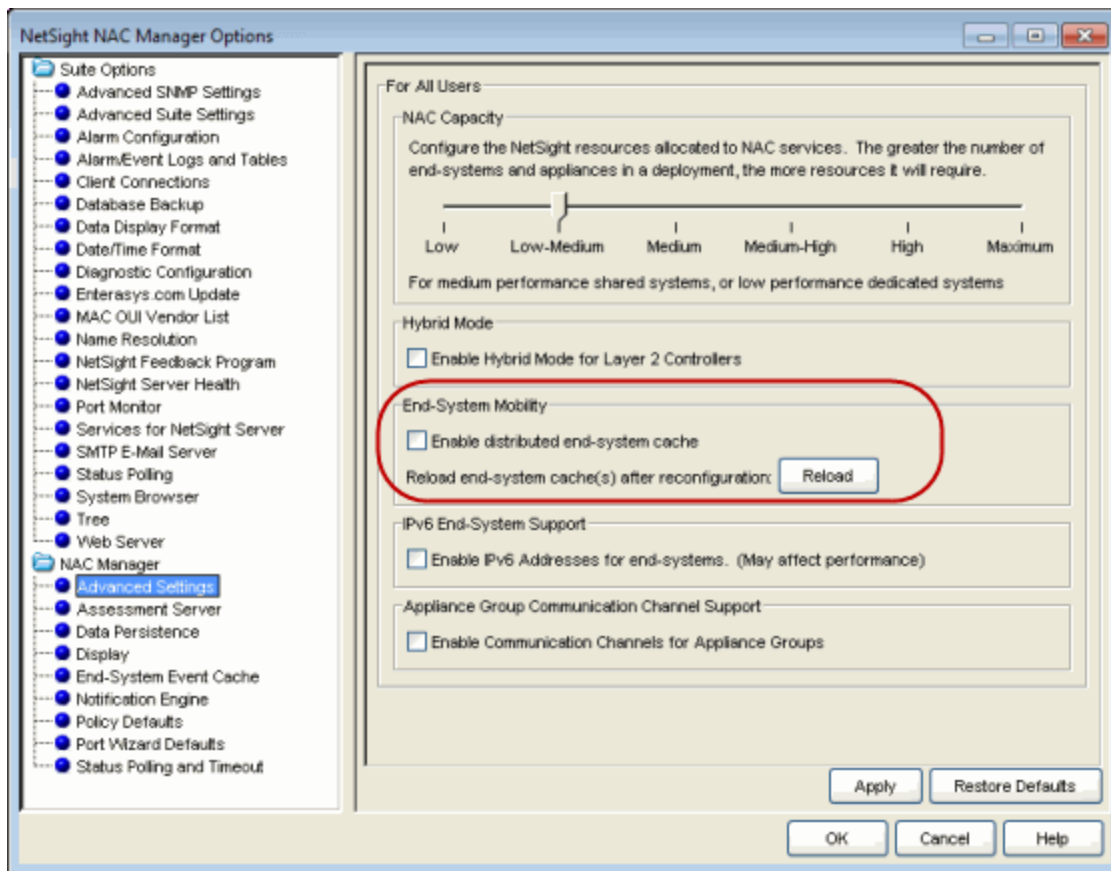 NetSight NAC Manager Options
Suite Options
Advanced SNMP Settings
Advanced Suite Settings
Alarm Configuration
Alarm/Event Logs and Tables
Client Connections
Database Backup
Data Display Format
Date/Time Format
Diagnostic Configuration
Enterasys.com Update
MAC OUI Vendor List
Name Resolution
NetSight Feedback Program
NetSight Server Health
Port Monitor
Services for NetSight Server
SMTP E-Mail Server
Status Polling
System Browser
Tree
Web Server
NAC Manager
Advanced Settings
Assessment Server
Data Persistence
Display
End-System Event Cache
Notification Engine
Policy Defaults
Port Wizard Defaults
Status Polling and Timeout
For All Users
NAC Capacity
Configure the NetSight resources allocated to NAC services. The greater the number of
end-systems and appliances in a deployment, the more resources it will require.
Low Low-Medium Medium Medium-High High Maximum
For medium performance shared systems, or low performance dedicated systems
Hybrid Mode
Enable Hybrid Mode for Layer 2 Controllers
End-System Mobility
Enable distributed end-system cache
Reload end-system cache(s) after reconfiguration: Reload
IPv6 End-System Support
Enable IPv6 Addresses for end-systems. (May affect performance)
Appliance Group Communication Channel Support
Enable Communication Channels for Appliance Groups
Apply Restore Defaults
OK Cancel Help